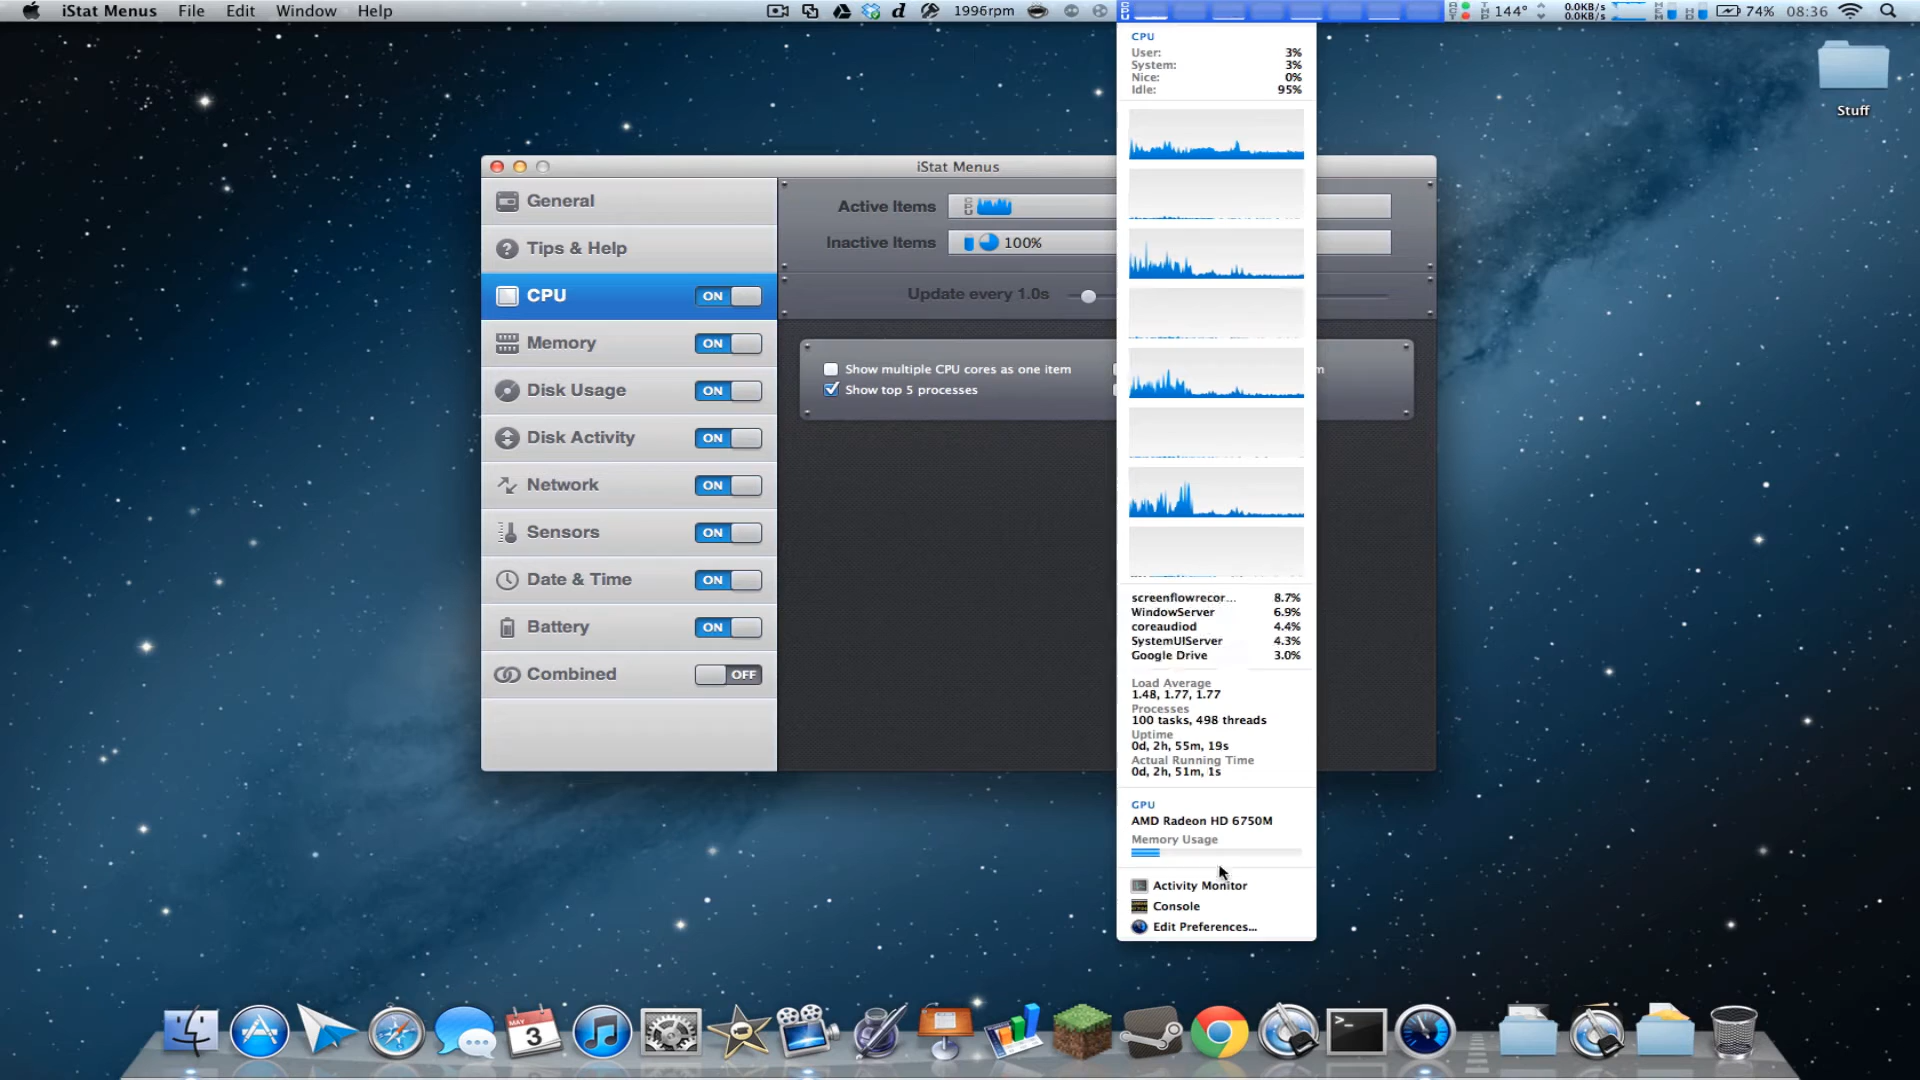 iStat Menus File Edit Window Help
1996rpm CPU 144° 0.0KB/s 0.0KB/s 74% 08:36
Stuff
iStat Menus
General
Tips & Help
CPU ON
Memory ON
Disk Usage ON
Disk Activity ON
Network ON
Sensors ON
Date & Time ON
Battery ON
Combined OFF
Active Items CPU
Inactive Items 100%
Update every 1.0s
Show multiple CPU cores as one item
Show top 5 processes
CPU
User: 3%
System: 3%
Nice: 0%
Idle: 95%
screenflowrecor... 8.7%
WindowServer 6.9%
coreaudiod 4.4%
SystemUIServer 4.3%
Google Drive 3.0%
Load Average
1.48, 1.77, 1.77
Processes
100 tasks, 498 threads
Uptime
0d, 2h, 55m, 19s
Actual Running Time
0d, 2h, 51m, 1s
GPU
AMD Radeon HD 6750M
Memory Usage
Activity Monitor
Console
Edit Preferences...
MAY
3